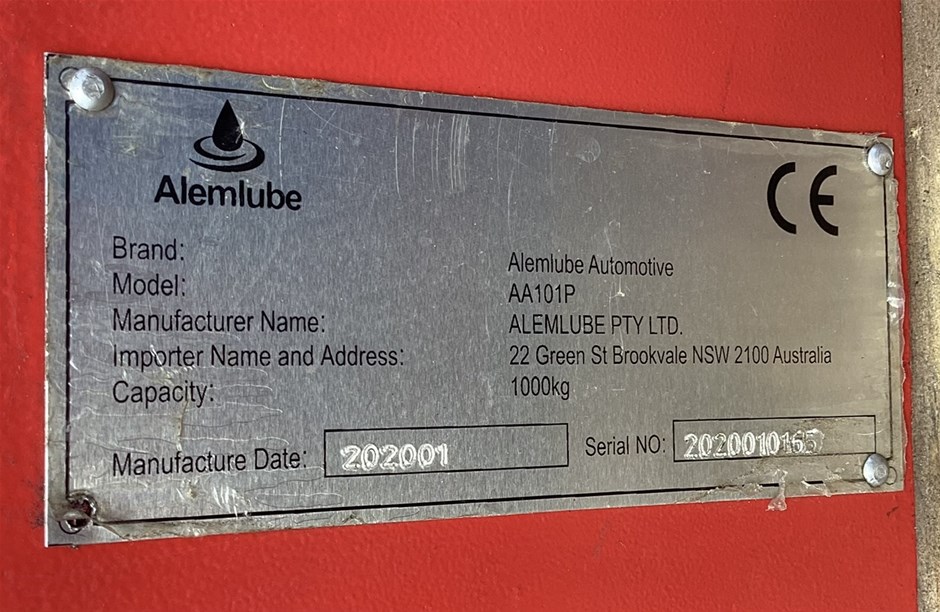 Alemlube
CE
Brand: Alemlube Automotive
Model: AA101P
Manufacturer Name: ALEMLUBE PTY LTD.
Importer Name and Address: 22 Green St Brookvale NSW 2100 Australia
Capacity: 1000kg
Manufacture Date: 202001 Serial NO: 2020010165